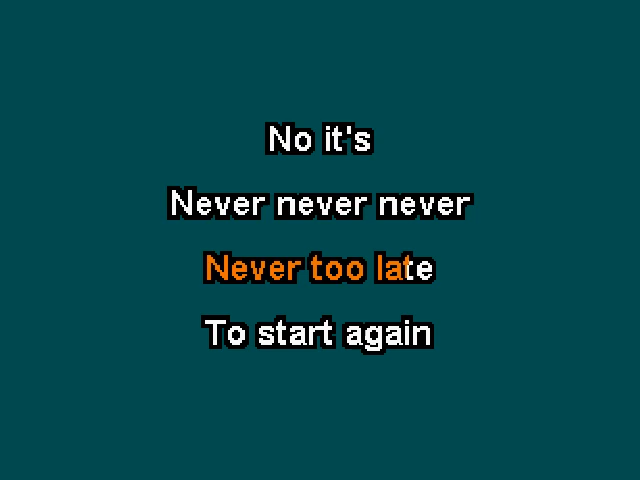 No it's
Never never never
Never too late
To start again